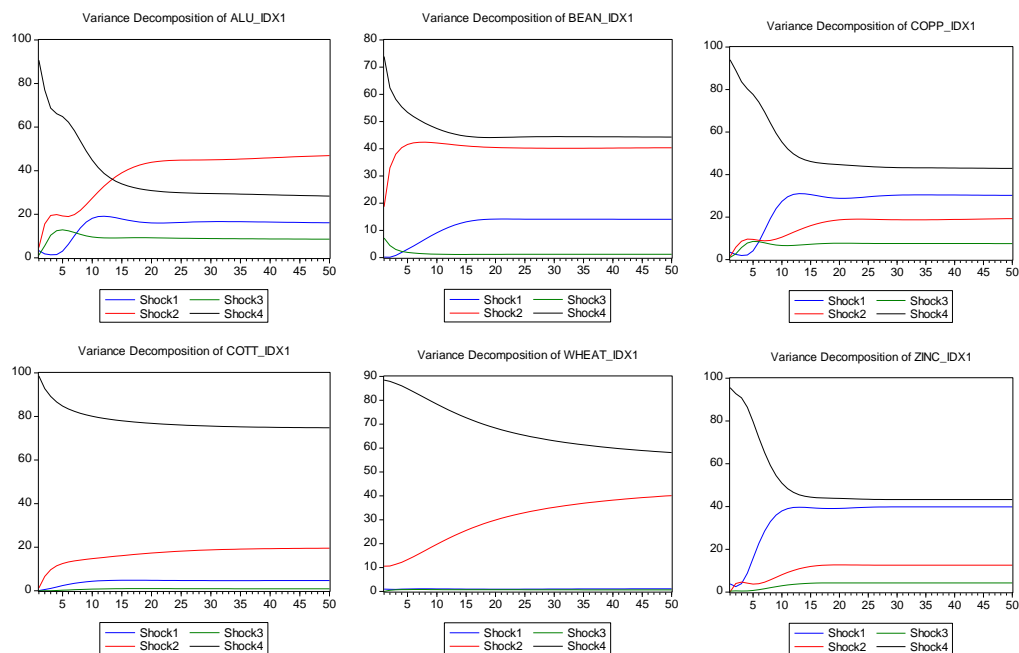 Variance Decomposition of ALU_IDX1
100
80
60
40
20
0
5 10 15 20 25 30 35 40 45 50
Shock1 Shock3
Shock2 Shock4
Variance Decomposition of BEAN_IDX1
80
70
60
50
40
30
20
10
0
5 10 15 20 25 30 35 40 45 50
Shock1 Shock3
Shock2 Shock4
Variance Decomposition of COPP_IDX1
100
80
60
40
20
0
5 10 15 20 25 30 35 40 45 50
Shock1 Shock3
Shock2 Shock4
Variance Decomposition of COTT_IDX1
100
80
60
40
20
0
5 10 15 20 25 30 35 40 45 50
Shock1 Shock3
Shock2 Shock4
Variance Decomposition of WHEAT_IDX1
90
80
70
60
50
40
30
20
10
0
5 10 15 20 25 30 35 40 45 50
Shock1 Shock3
Shock2 Shock4
Variance Decomposition of ZINC_IDX1
100
80
60
40
20
0
5 10 15 20 25 30 35 40 45 50
Shock1 Shock3
Shock2 Shock4